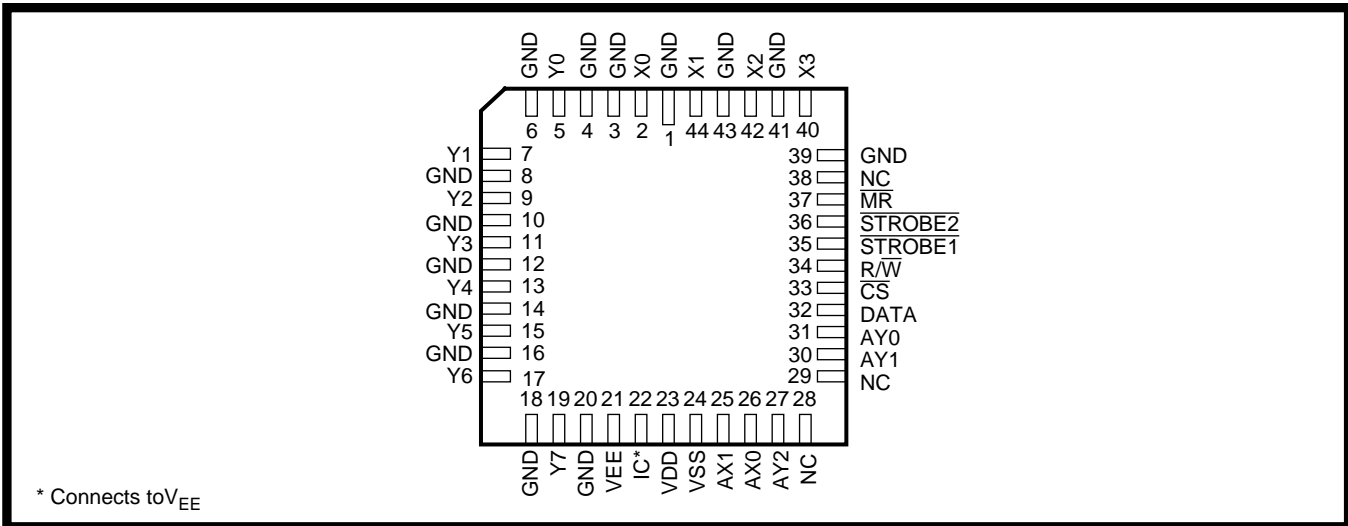 GND Y0 GND GND X0 GND X1 GND X2 GND X3
6 5 4 3 2 1 44 43 42 41 40
Y1 7
GND 8
Y2 9
GND 10
Y3 11
GND 12
Y4 13
GND 14
Y5 15
GND 16
Y6 17
39 GND
38 NC
37 M̅R̅
36 S̅T̅R̅O̅B̅E̅2̅
35 S̅T̅R̅O̅B̅E̅1̅
34 R/W̅
33 C̅S̅
32 DATA
31 AY0
30 AY1
29 NC
18 19 20 21 22 23 24 25 26 27 28
GND Y7 GND VEE IC* VDD VSS AX1 AX0 AY2 NC
* Connects toVEE